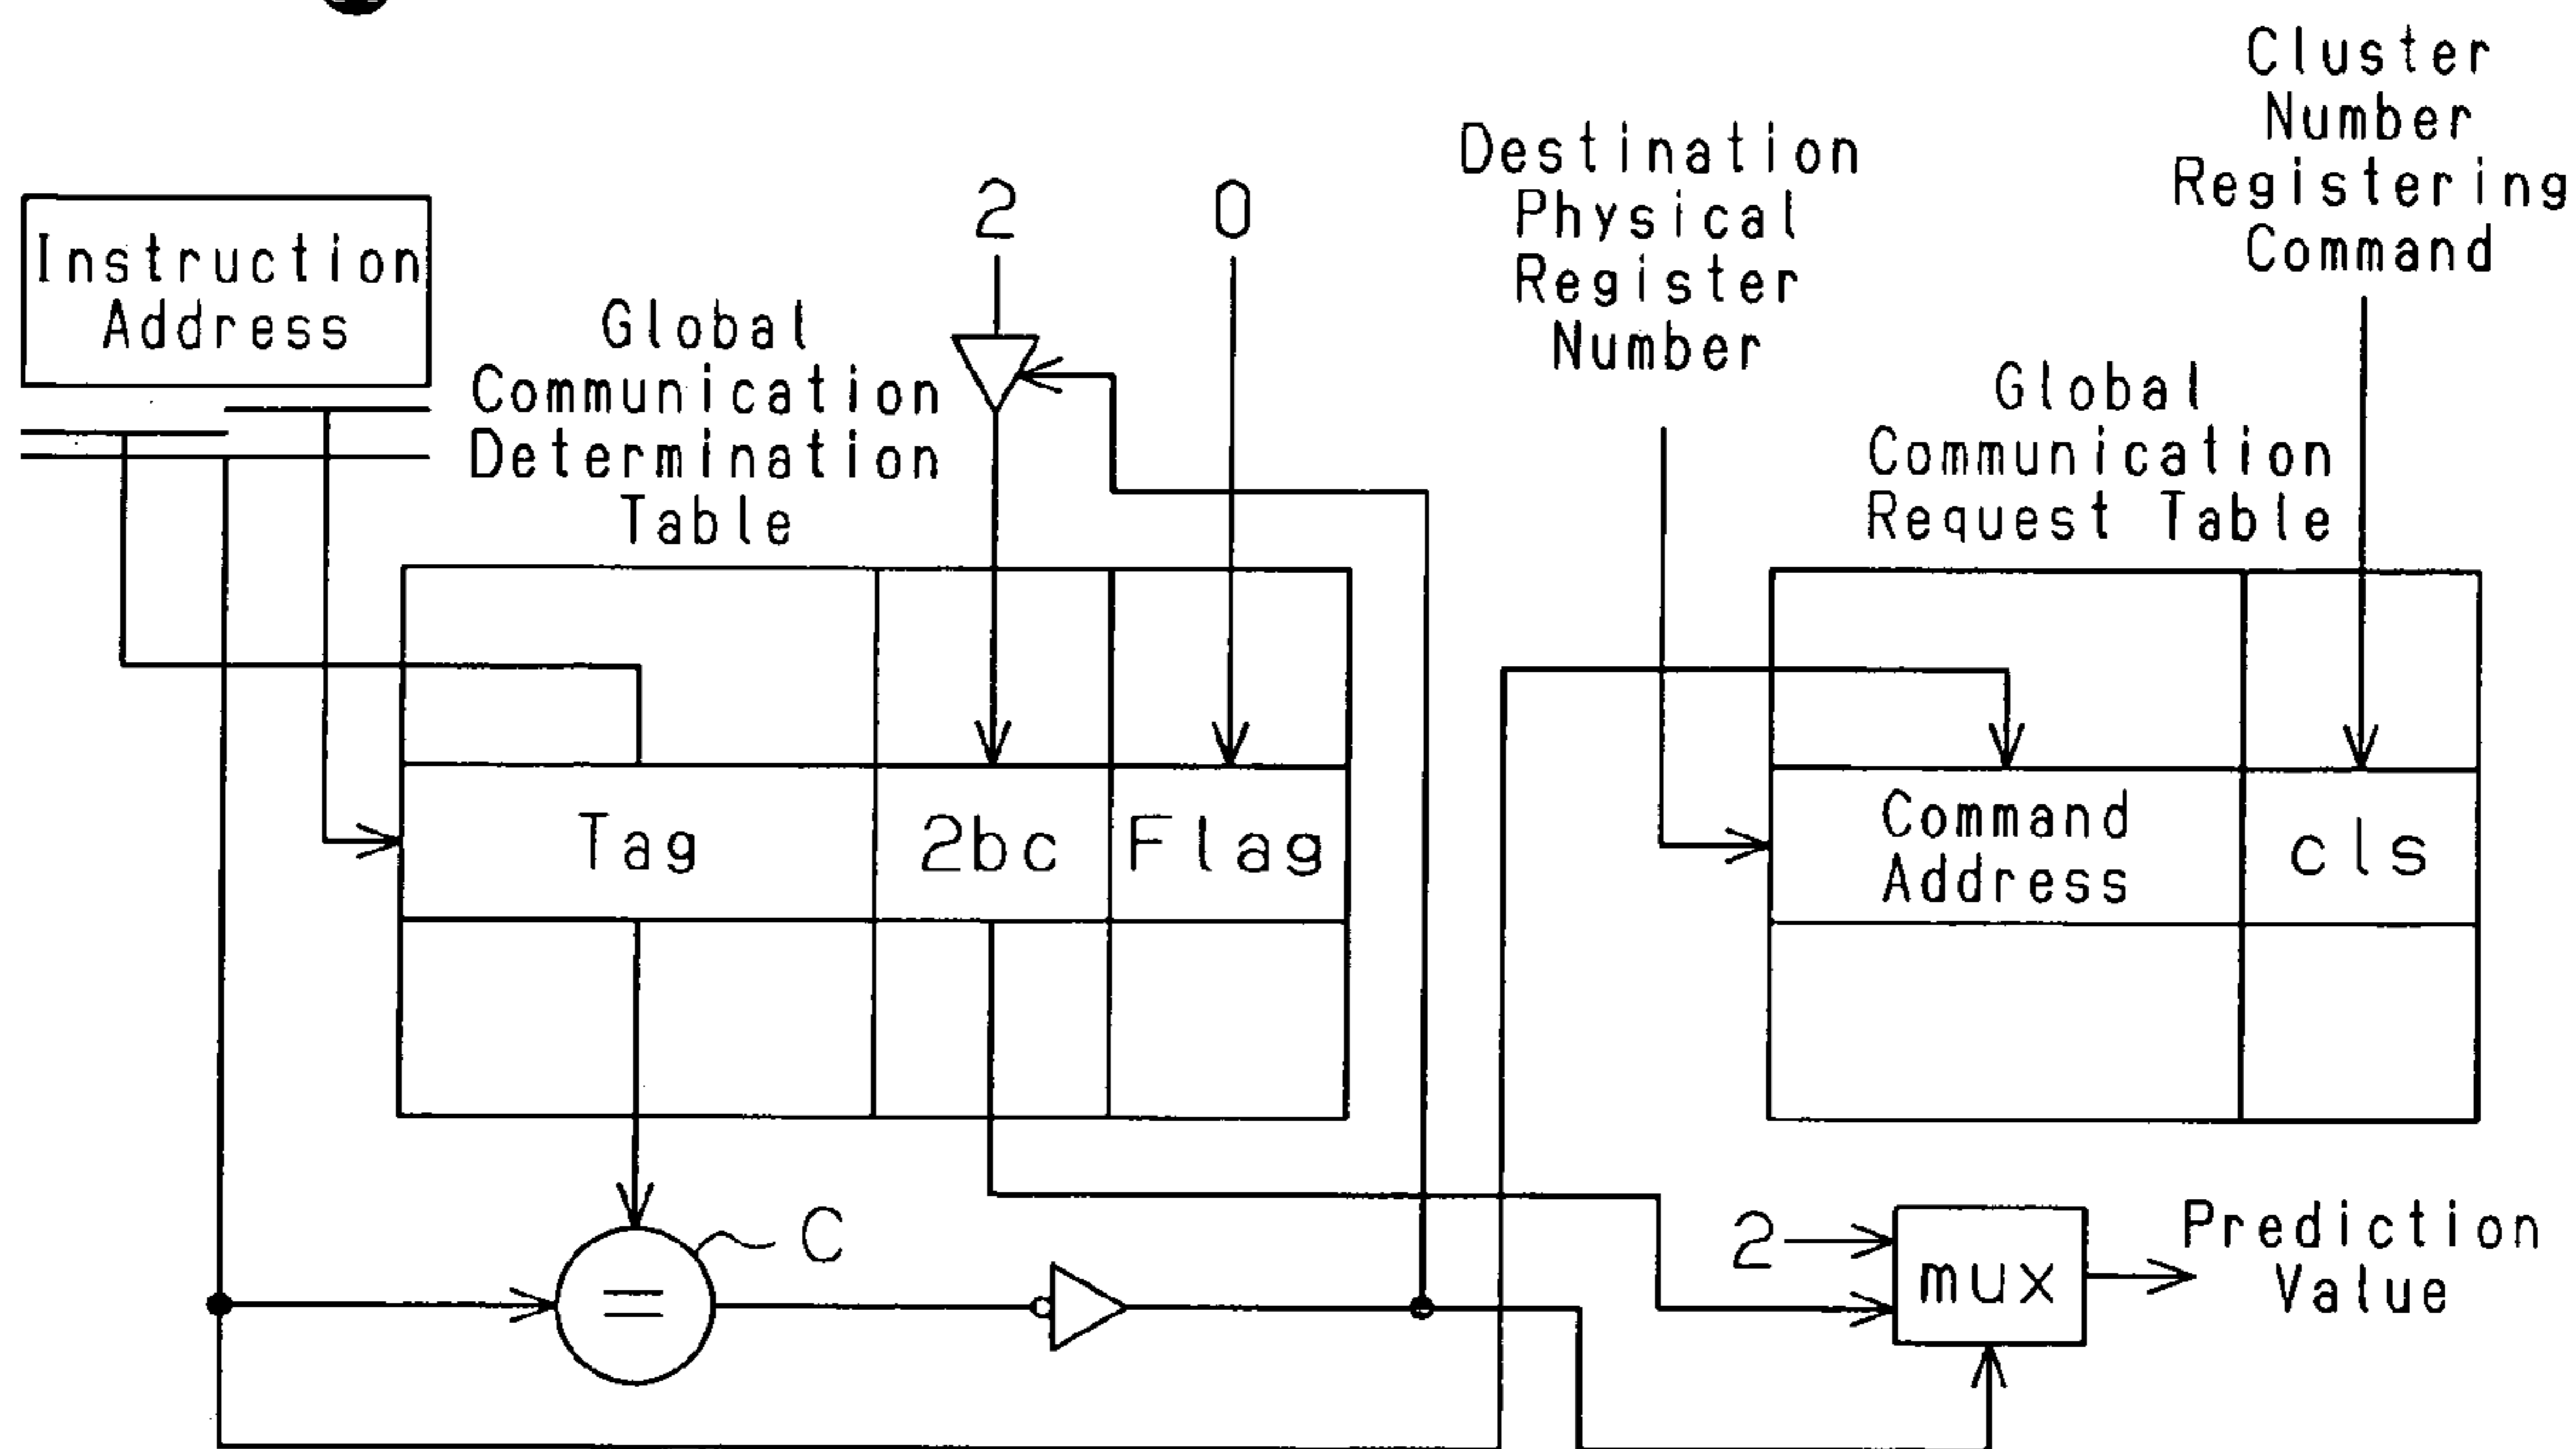 Cluster
Number
Registering
Command
Destination
Physical
Register
Number
2
0
Instruction
Address
Global
Communication
Determination
Table
Global
Communication
Request Table
Tag
2bc
Flag
Command
Address
cls
C
=
2
mux
Prediction
Value